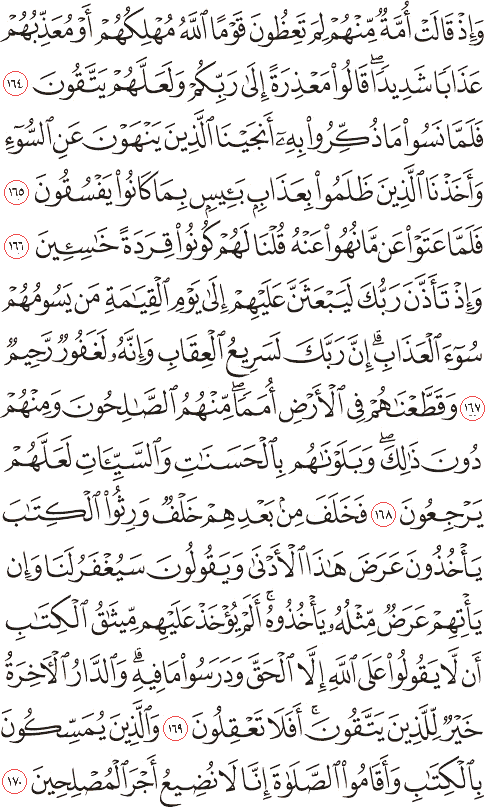 وَإِذْ قَالَتْ أُمَّةٌ مِّنْهُمْ لِمَ تَعِظُونَ قَوْمًا اللَّهُ مُهْلِكُهُمْ أَوْ مُعَذِّبُهُمْ
عَذَابًا شَدِيدًا ۖ قَالُوا۟ مَعْذِرَةً إِلَىٰ رَبِّكُمْ وَلَعَلَّهُمْ يَتَّقُونَ ١٦٤
فَلَمَّا نَسُوا۟ مَا ذُكِّرُوا۟ بِهِۦٓ أَنجَيْنَا ٱلَّذِينَ يَنْهَوْنَ عَنِ ٱلسُّوٓءِ
وَأَخَذْنَا ٱلَّذِينَ ظَلَمُوا۟ بِعَذَابٍۭ بَـِٔيسٍۭ بِمَا كَانُوا۟ يَفْسُقُونَ ١٦٥
فَلَمَّا عَتَوْا۟ عَن مَّا نُهُوا۟ عَنْهُ قُلْنَا لَهُمْ كُونُوا۟ قِرَدَةً خَـٰسِـِٔينَ ١٦٦
وَإِذْ تَأَذَّنَ رَبُّكَ لَيَبْعَثَنَّ عَلَيْهِمْ إِلَىٰ يَوْمِ ٱلْقِيَـٰمَةِ مَن يَسُومُهُمْ
سُوٓءَ ٱلْعَذَابِ ۗ إِنَّ رَبَّكَ لَسَرِيعُ ٱلْعِقَابِ ۖ وَإِنَّهُۥ لَغَفُورٌ رَّحِيمٌ
١٦٧ وَقَطَّعْنَـٰهُمْ فِى ٱلْأَرْضِ أُمَمًا ۖ مِّنْهُمُ ٱلصَّـٰلِحُونَ وَمِنْهُمْ
دُونَ ذَٰلِكَ ۖ وَبَلَوْنَـٰهُم بِٱلْحَسَنَـٰتِ وَٱلسَّيِّـَٔاتِ لَعَلَّهُمْ
يَرْجِعُونَ ١٦٨ فَخَلَفَ مِنۢ بَعْدِهِمْ خَلْفٌ وَرِثُوا۟ ٱلْكِتَـٰبَ
يَأْخُذُونَ عَرَضَ هَـٰذَا ٱلْأَدْنَىٰ وَيَقُولُونَ سَيُغْفَرُ لَنَا وَإِن
يَأْتِهِمْ عَرَضٌ مِّثْلُهُۥ يَأْخُذُوهُ ۚ أَلَمْ يُؤْخَذْ عَلَيْهِم مِّيثَـٰقُ ٱلْكِتَـٰبِ
أَن لَّا يَقُولُوا۟ عَلَى ٱللَّهِ إِلَّا ٱلْحَقَّ وَدَرَسُوا۟ مَا فِيهِ ۗ وَٱلدَّارُ ٱلْـَٔاخِرَةُ
خَيْرٌ لِّلَّذِينَ يَتَّقُونَ ۗ أَفَلَا تَعْقِلُونَ ١٦٩ وَٱلَّذِينَ يُمَسِّكُونَ
بِٱلْكِتَـٰبِ وَأَقَامُوا۟ ٱلصَّلَوٰةَ إِنَّا لَا نُضِيعُ أَجْرَ ٱلْمُصْلِحِينَ ١٧٠